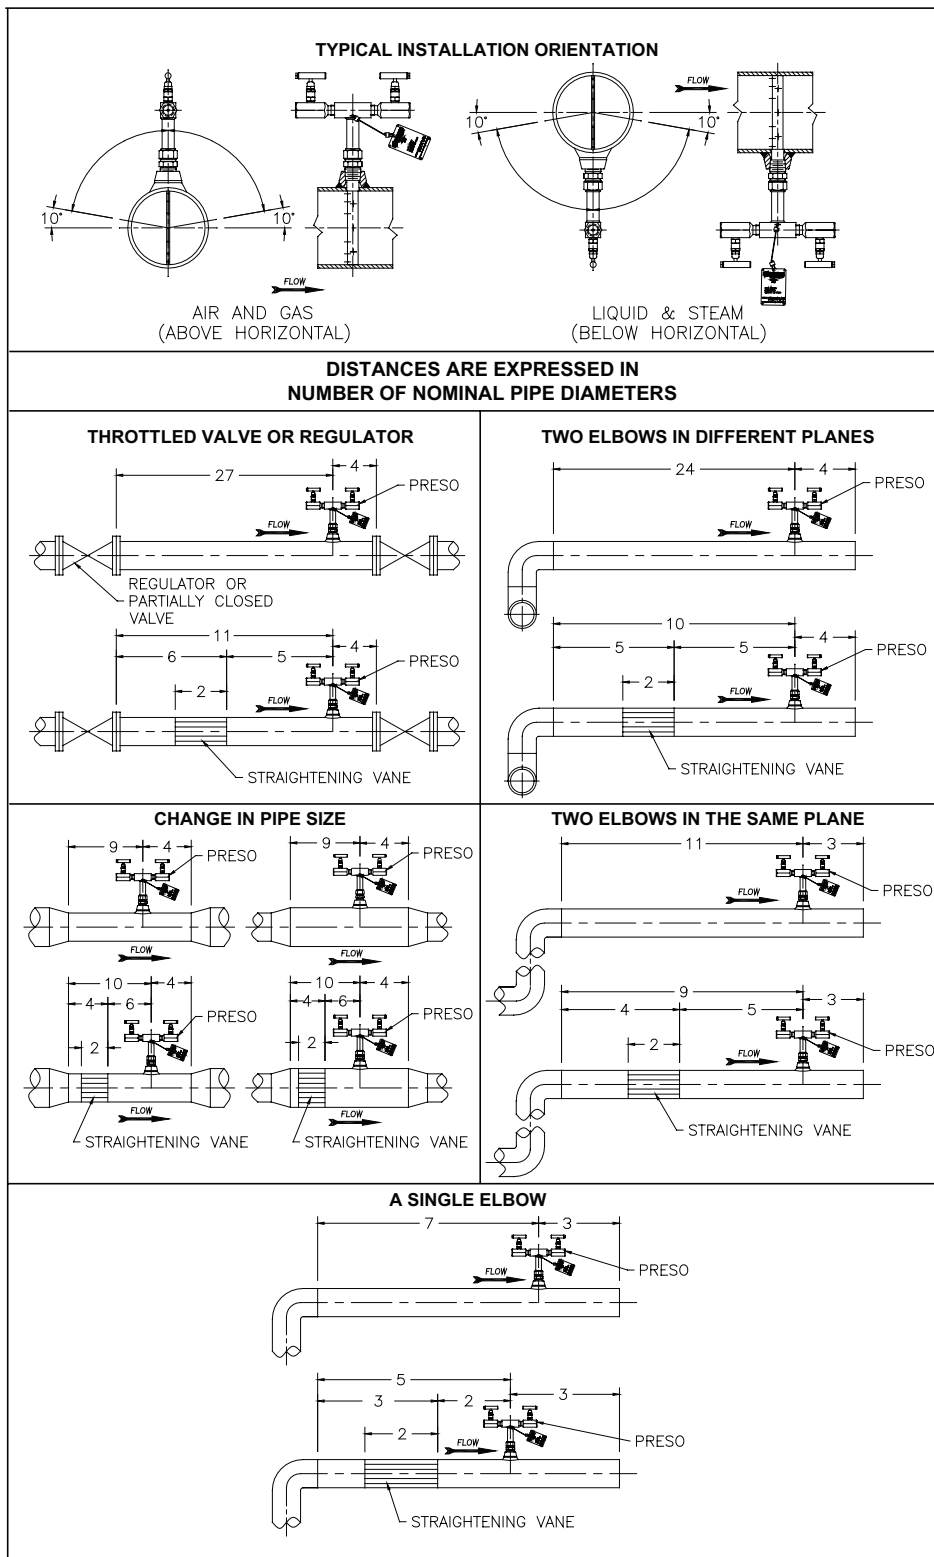 TYPICAL INSTALLATION ORIENTATION
10°
10°
FLOW
AIR AND GAS
(ABOVE HORIZONTAL)
FLOW
10°
10°
LIQUID & STEAM
(BELOW HORIZONTAL)
DISTANCES ARE EXPRESSED IN
NUMBER OF NOMINAL PIPE DIAMETERS
THROTTLED VALVE OR REGULATOR
27
4
PRESO
FLOW
REGULATOR OR
PARTIALLY CLOSED
VALVE
11
4
6
5
PRESO
2
FLOW
STRAIGHTENING VANE
TWO ELBOWS IN DIFFERENT PLANES
24
4
PRESO
FLOW
10
4
5
5
PRESO
2
FLOW
STRAIGHTENING VANE
CHANGE IN PIPE SIZE
9
4
PRESO
FLOW
9
4
PRESO
FLOW
10
4
4
6
PRESO
2
FLOW
STRAIGHTENING VANE
10
4
4
6
PRESO
2
FLOW
STRAIGHTENING VANE
TWO ELBOWS IN THE SAME PLANE
11
3
PRESO
FLOW
9
3
4
5
PRESO
2
FLOW
STRAIGHTENING VANE
A SINGLE ELBOW
7
3
PRESO
FLOW
5
3
3
2
PRESO
2
FLOW
STRAIGHTENING VANE